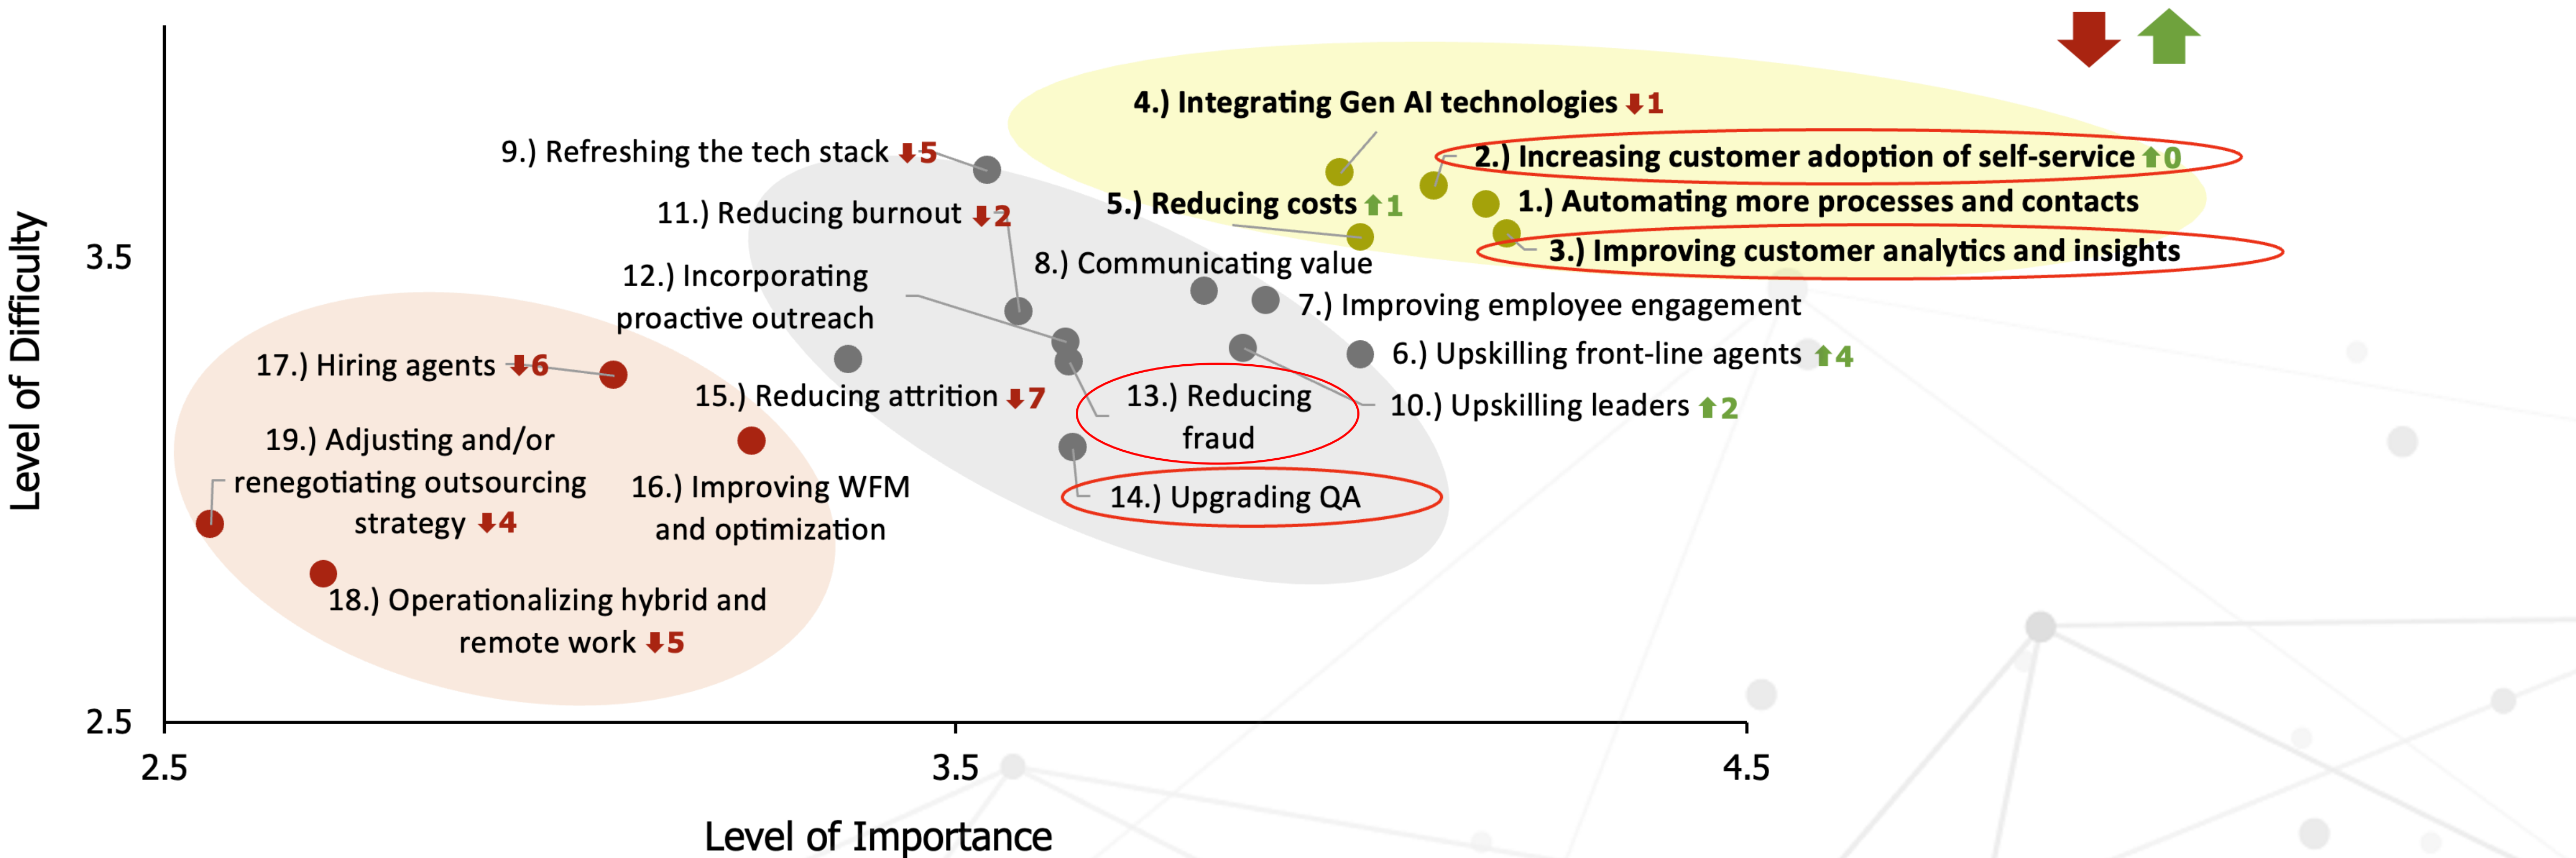 4.) Integrating Gen AI technologies ⬇1
9.) Refreshing the tech stack ⬇5
2.) Increasing customer adoption of self-service ⬆0
5.) Reducing costs ⬆1
1.) Automating more processes and contacts
11.) Reducing burnout ⬇2
3.) Improving customer analytics and insights
3.5
8.) Communicating value
12.) Incorporating
proactive outreach
7.) Improving employee engagement
17.) Hiring agents ⬇6
6.) Upskilling front-line agents ⬆4
15.) Reducing attrition ⬇7
13.) Reducing
fraud
10.) Upskilling leaders ⬆2
19.) Adjusting and/or
renegotiating outsourcing
strategy ⬇4
16.) Improving WFM
and optimization
14.) Upgrading QA
18.) Operationalizing hybrid and
remote work ⬇5
Level of Difficulty
2.5
2.5
3.5
4.5
Level of Importance